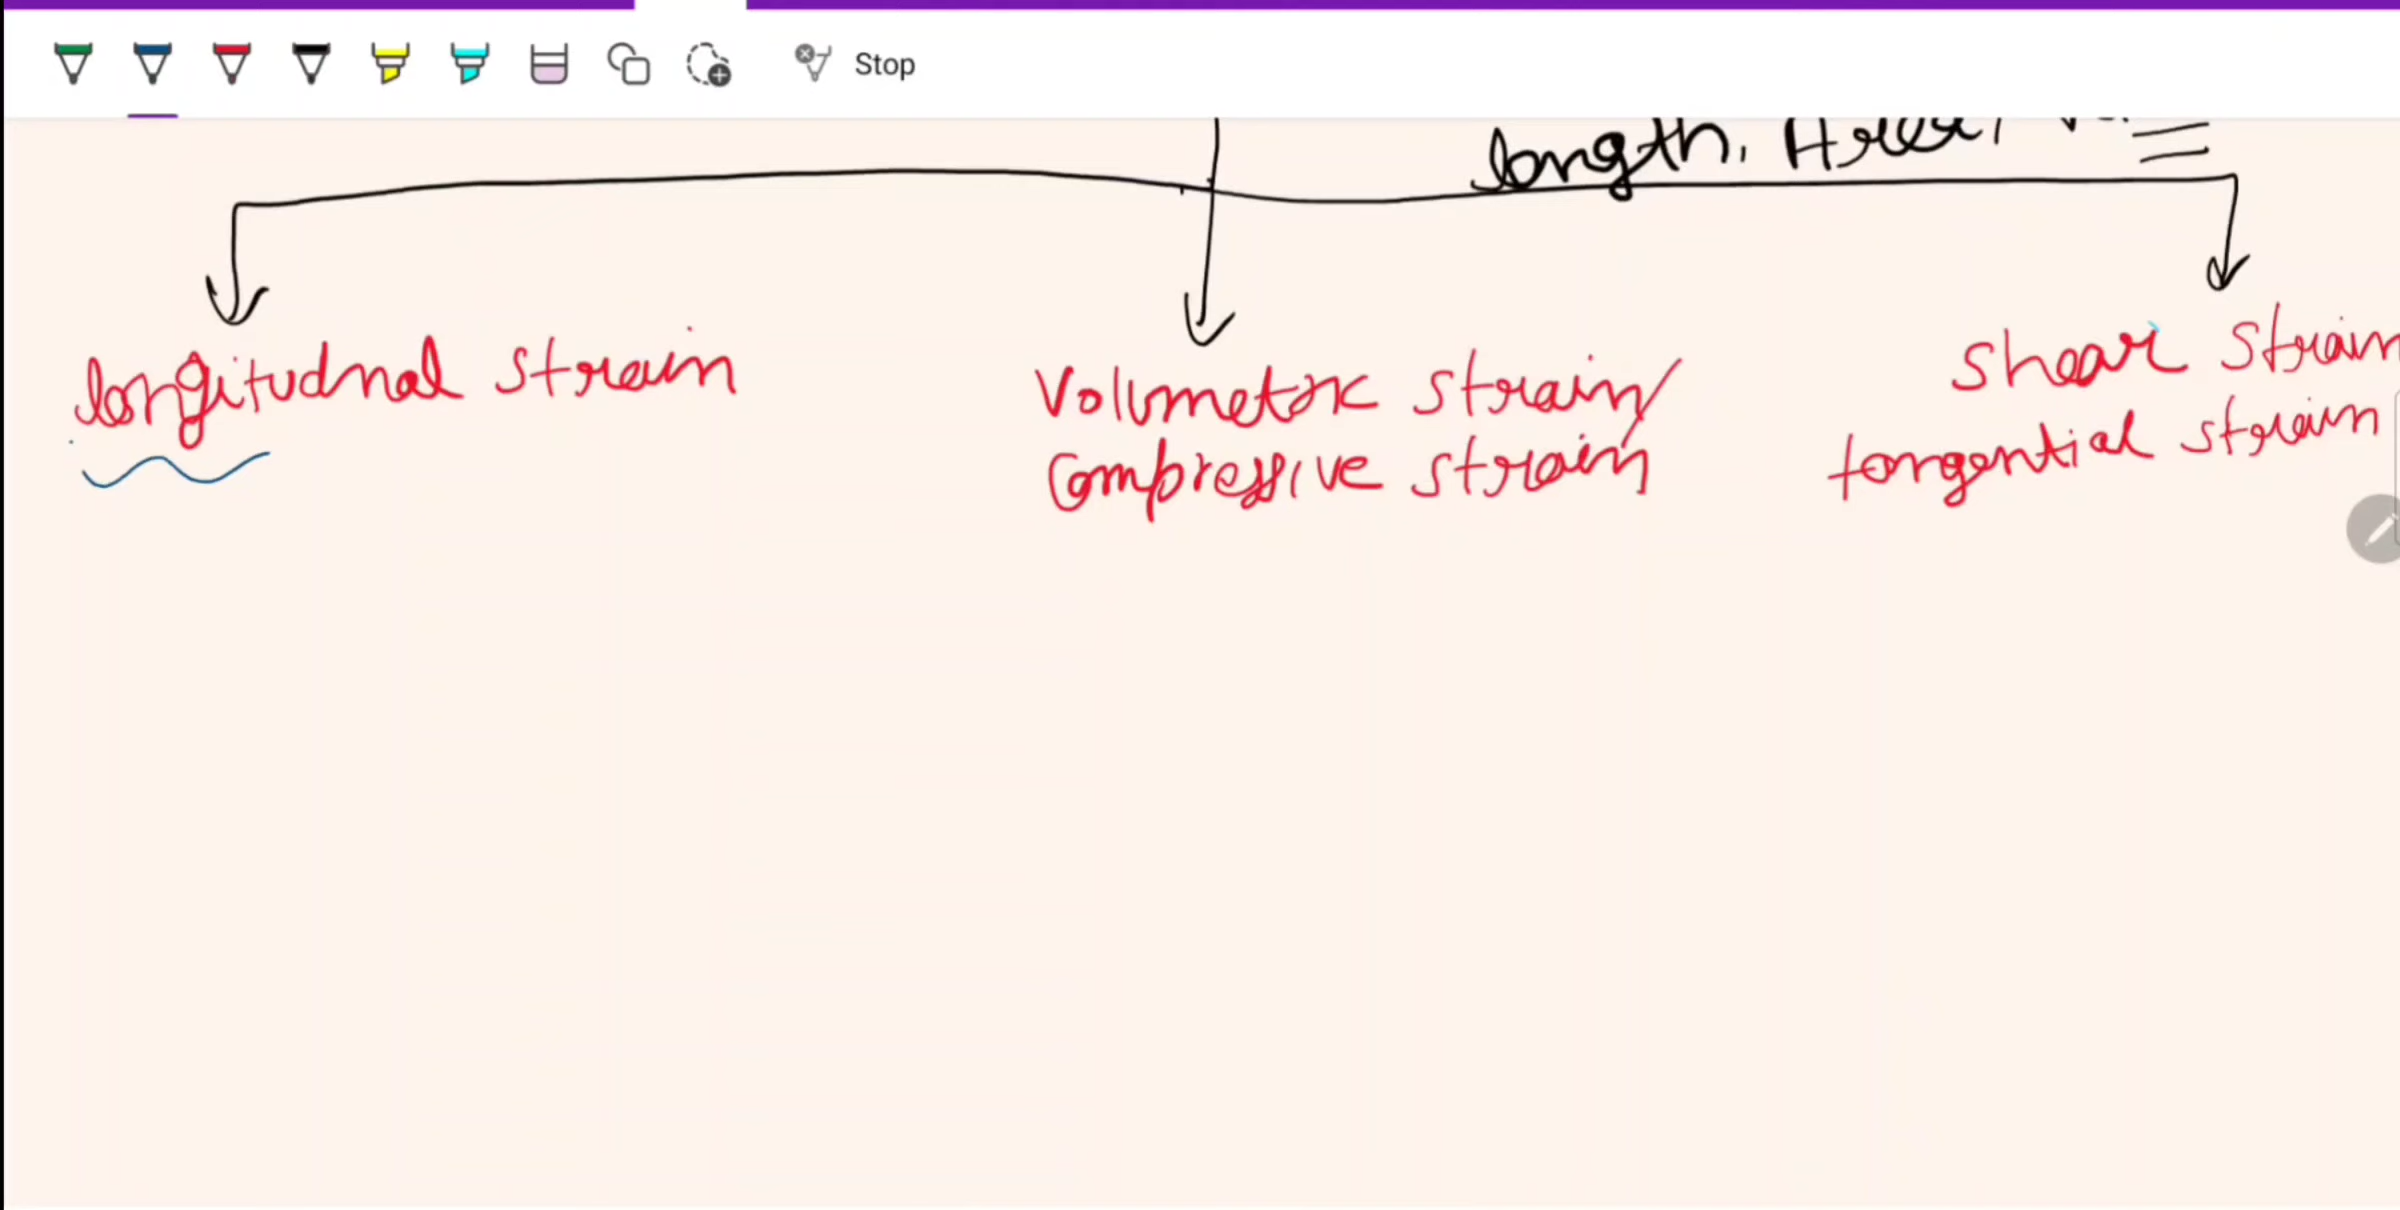 Stop
length, Area,
longitudnal strain
Volumetric strain/
Compressive strain
Shear strain
tangential strain